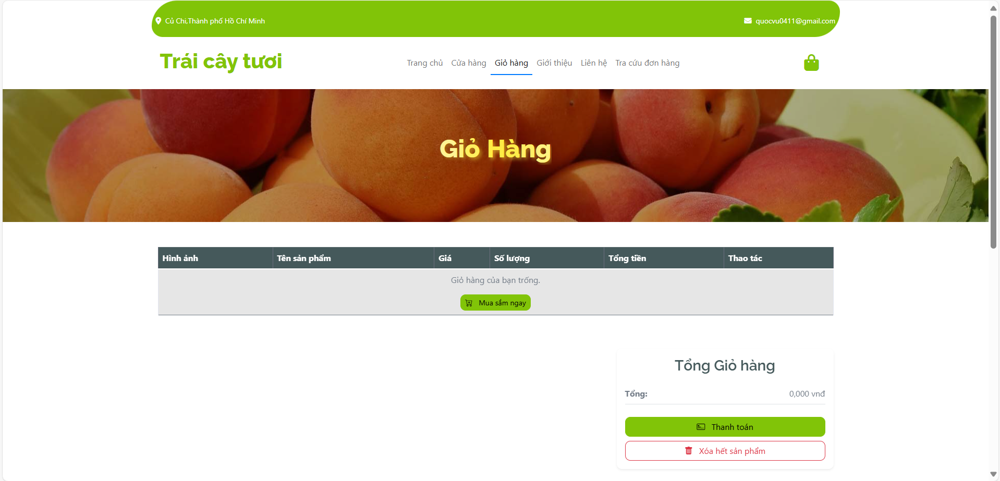 Củ Chi,Thành phố Hồ Chí Minh
quocvu0411@gmail.com
Trái cây tươi
Trang chủ
Cửa hàng
Giỏ hàng
Giới thiệu
Liên hệ
Tra cứu đơn hàng
Giỏ Hàng
Hình ảnh
Tên sản phẩm
Giá
Số lượng
Tổng tiền
Thao tác
Giỏ hàng của bạn trống.
Mua sắm ngay
Tổng Giỏ hàng
Tổng:
0,000 vnđ
Thanh toán
Xóa hết sản phẩm